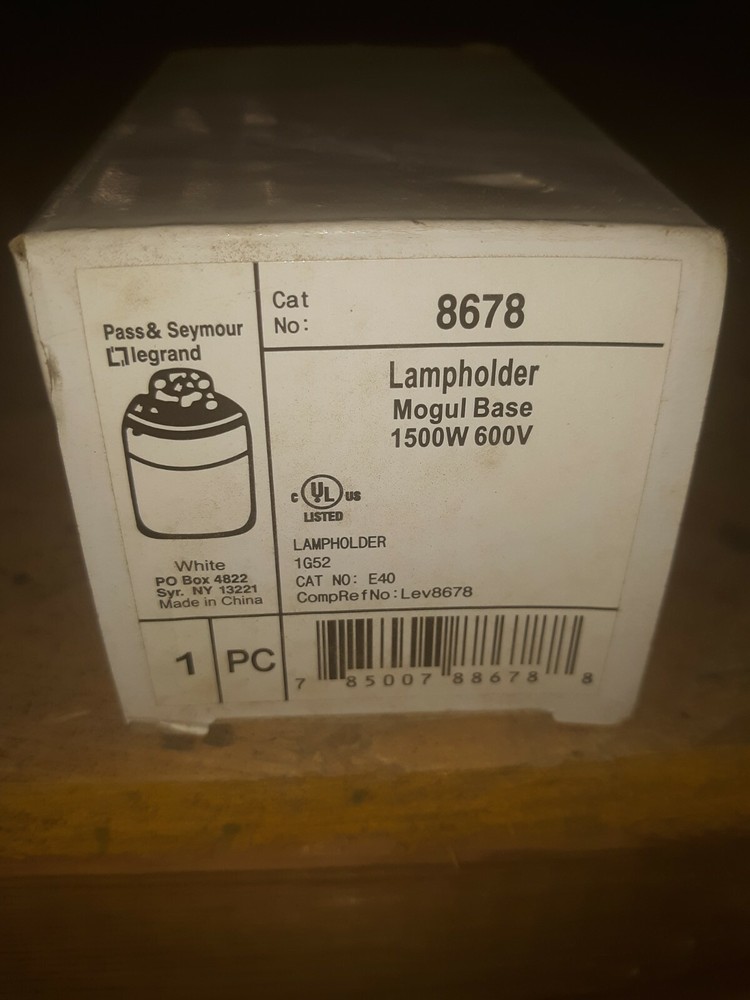 Pass & Seymour
legrand
Cat No: 8678
Lampholder
Mogul Base
1500W 600V
c UL us
LISTED
LAMPHOLDER
1G52
CAT NO: E40
CompRefNo:Lev8678
White
PO Box 4822
Syr. NY 13221
Made in China
1 PC
7 85007 88678 8